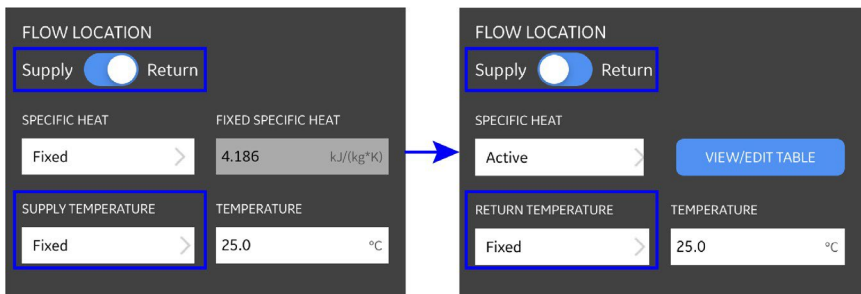 FLOW LOCATION
Supply Return
SPECIFIC HEAT FIXED SPECIFIC HEAT
Fixed 4.186 kJ/(kg*K)
SUPPLY TEMPERATURE TEMPERATURE
Fixed 25.0 °C
FLOW LOCATION
Supply Return
SPECIFIC HEAT
Active VIEW/EDIT TABLE
RETURN TEMPERATURE TEMPERATURE
Fixed 25.0 °C